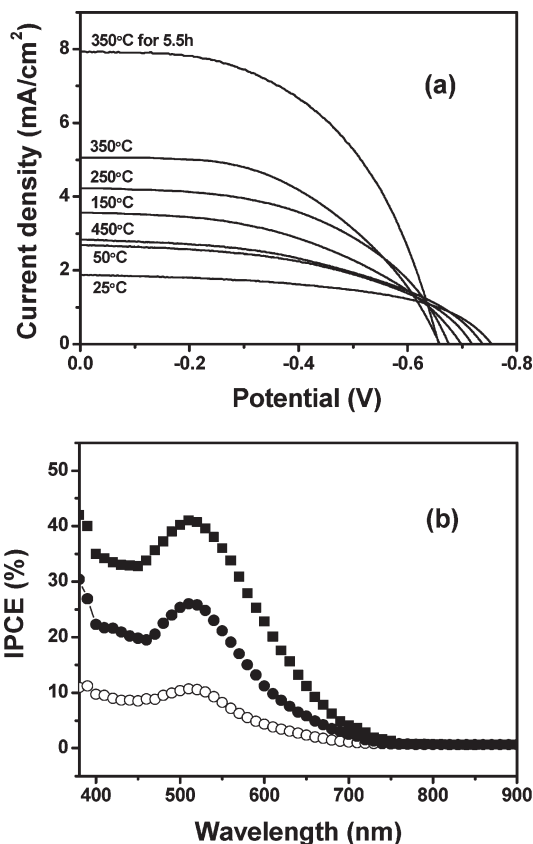 350°C for 5.5h
(a)
350°C
250°C
150°C
450°C
50°C
25°C
Current density (mA/cm²)
8
6
4
2
0
0.0 -0.2 -0.4 -0.6 -0.8
Potential (V)
(b)
IPCE (%)
50
40
30
20
10
0
400 500 600 700 800 900
Wavelength (nm)